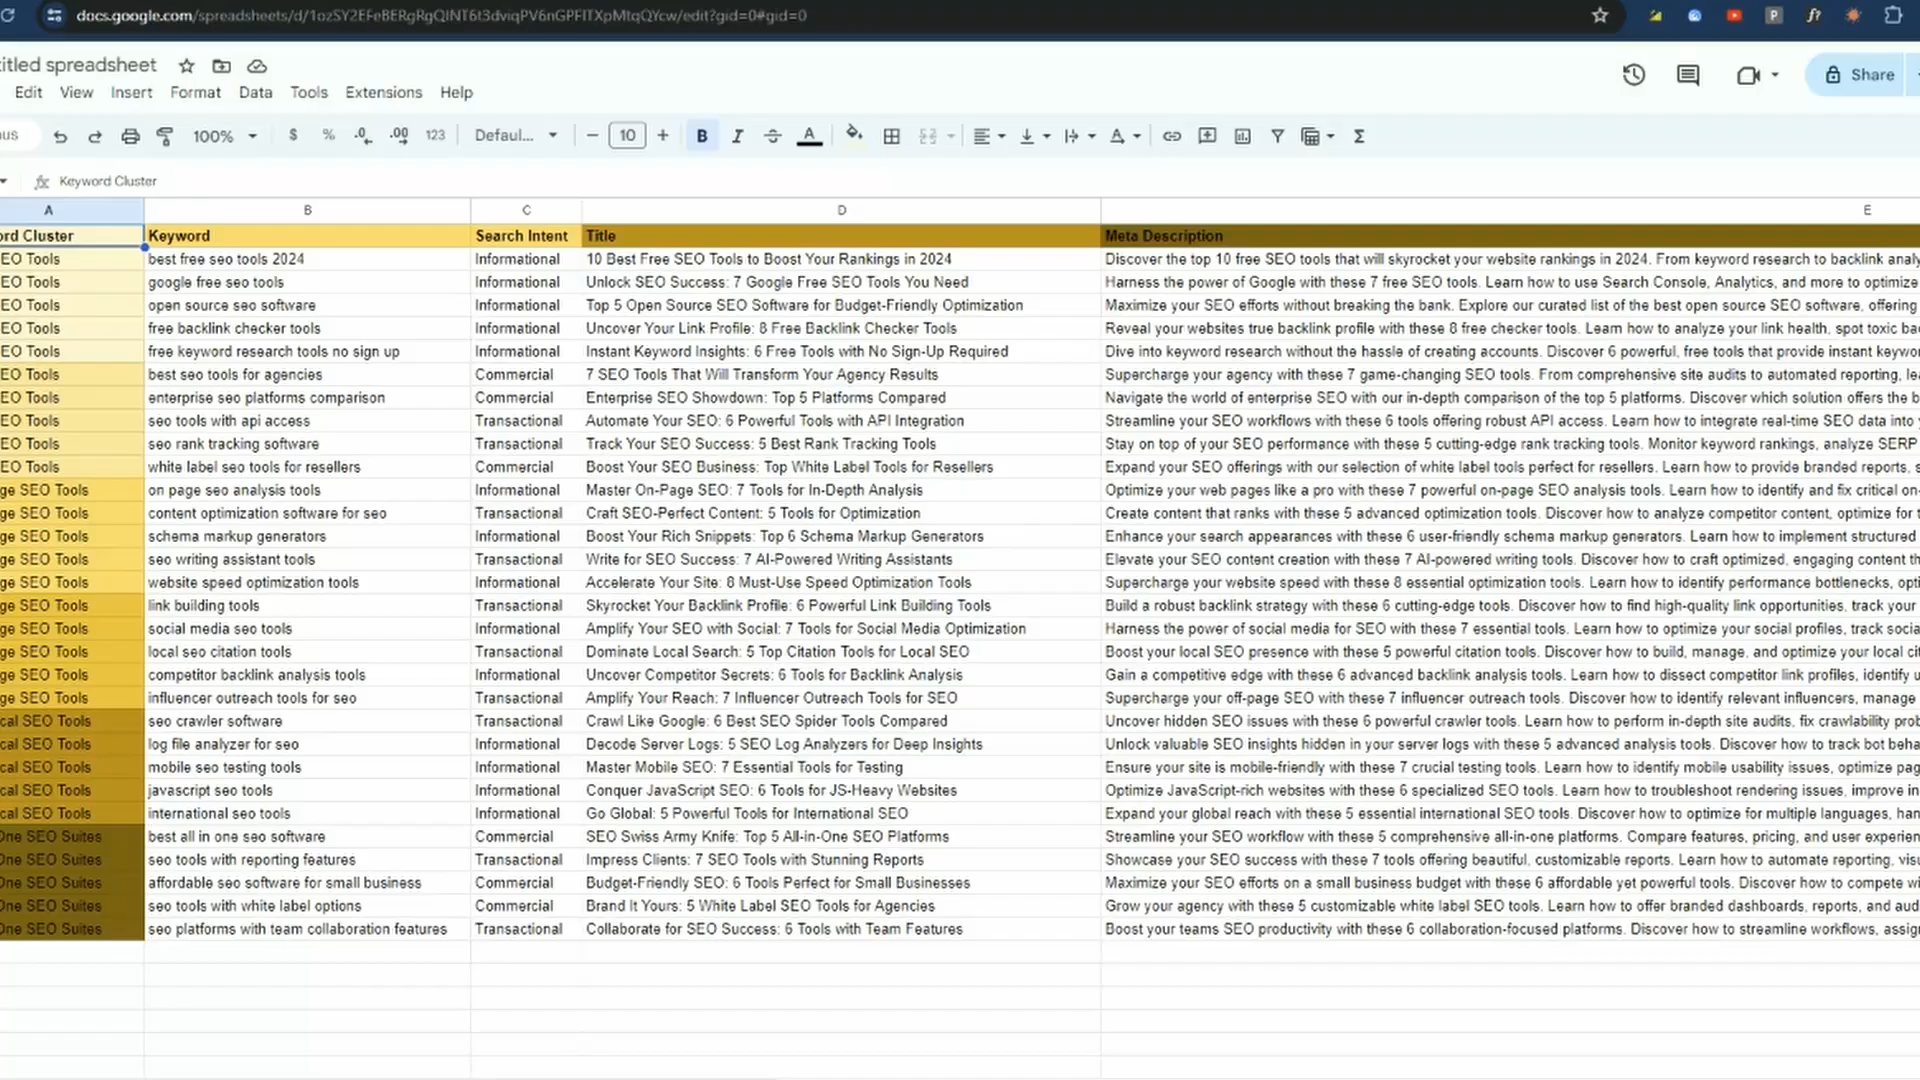 docs.google.com/spreadsheets/d/1ozSY2EFeBERgRgQINT6t3dviqPV6nGPFITXpMtqQYcw/edit?gid=0#gid=0
titled spreadsheet
Edit View Insert Format Data Tools Extensions Help
Share
100% $ % .0 .00 123 Defaul... 10 B I A
fx Keyword Cluster
A B C D E
ord Cluster Keyword Search Intent Title Meta Description
EO Tools best free seo tools 2024 Informational 10 Best Free SEO Tools to Boost Your Rankings in 2024 Discover the top 10 free SEO tools that will skyrocket your website rankings in 2024. From keyword research to backlink analy
EO Tools google free seo tools Informational Unlock SEO Success: 7 Google Free SEO Tools You Need Harness the power of Google with these 7 free SEO tools. Learn how to use Search Console, Analytics, and more to optimize
EO Tools open source seo software Informational Top 5 Open Source SEO Software for Budget-Friendly Optimization Maximize your SEO efforts without breaking the bank. Explore our curated list of the best open source SEO software, offering
EO Tools free backlink checker tools Informational Uncover Your Link Profile: 8 Free Backlink Checker Tools Reveal your websites true backlink profile with these 8 free checker tools. Learn how to analyze your link health, spot toxic ba
EO Tools free keyword research tools no sign up Informational Instant Keyword Insights: 6 Free Tools with No Sign-Up Required Dive into keyword research without the hassle of creating accounts. Discover 6 powerful, free tools that provide instant keywor
EO Tools best seo tools for agencies Commercial 7 SEO Tools That Will Transform Your Agency Results Supercharge your agency with these 7 game-changing SEO tools. From comprehensive site audits to automated reporting, lea
EO Tools enterprise seo platforms comparison Commercial Enterprise SEO Showdown: Top 5 Platforms Compared Navigate the world of enterprise SEO with our in-depth comparison of the top 5 platforms. Discover which solution offers the b
EO Tools seo tools with api access Transactional Automate Your SEO: 6 Powerful Tools with API Integration Streamline your SEO workflows with these 6 tools offering robust API access. Learn how to integrate real-time SEO data into
EO Tools seo rank tracking software Transactional Track Your SEO Success: 5 Best Rank Tracking Tools Stay on top of your SEO performance with these 5 cutting-edge rank tracking tools. Monitor keyword rankings, analyze SERP
EO Tools white label seo tools for resellers Commercial Boost Your SEO Business: Top White Label Tools for Resellers Expand your SEO offerings with our selection of white label tools perfect for resellers. Learn how to provide branded reports, s
ge SEO Tools on page seo analysis tools Informational Master On-Page SEO: 7 Tools for In-Depth Analysis Optimize your web pages like a pro with these 7 powerful on-page SEO analysis tools. Learn how to identify and fix critical on-
ge SEO Tools content optimization software for seo Transactional Craft SEO-Perfect Content: 5 Tools for Optimization Create content that ranks with these 5 advanced optimization tools. Discover how to analyze competitor content, optimize for t
ge SEO Tools schema markup generators Informational Boost Your Rich Snippets: Top 6 Schema Markup Generators Enhance your search appearances with these 6 user-friendly schema markup generators. Learn how to implement structured
ge SEO Tools seo writing assistant tools Transactional Write for SEO Success: 7 AI-Powered Writing Assistants Elevate your SEO content creation with these 7 AI-powered writing tools. Discover how to craft optimized, engaging content th
ge SEO Tools website speed optimization tools Informational Accelerate Your Site: 8 Must-Use Speed Optimization Tools Supercharge your website speed with these 8 essential optimization tools. Learn how to identify performance bottlenecks, opti
ge SEO Tools link building tools Transactional Skyrocket Your Backlink Profile: 6 Powerful Link Building Tools Build a robust backlink strategy with these 6 cutting-edge tools. Discover how to find high-quality link opportunities, track your
ge SEO Tools social media seo tools Informational Amplify Your SEO with Social: 7 Tools for Social Media Optimization Harness the power of social media for SEO with these 7 essential tools. Learn how to optimize your social profiles, track socia
ge SEO Tools local seo citation tools Transactional Dominate Local Search: 5 Top Citation Tools for Local SEO Boost your local SEO presence with these 5 powerful citation tools. Discover how to build, manage, and optimize your local cit
ge SEO Tools competitor backlink analysis tools Informational Uncover Competitor Secrets: 6 Tools for Backlink Analysis Gain a competitive edge with these 6 advanced backlink analysis tools. Learn how to dissect competitor link profiles, identify u
ge SEO Tools influencer outreach tools for seo Transactional Amplify Your Reach: 7 Influencer Outreach Tools for SEO Supercharge your off-page SEO with these 7 influencer outreach tools. Discover how to identify relevant influencers, manage
cal SEO Tools seo crawler software Transactional Crawl Like Google: 6 Best SEO Spider Tools Compared Uncover hidden SEO issues with these 6 powerful crawler tools. Learn how to perform in-depth site audits, fix crawlability prob
cal SEO Tools log file analyzer for seo Informational Decode Server Logs: 5 SEO Log Analyzers for Deep Insights Unlock valuable SEO insights hidden in your server logs with these 5 advanced analysis tools. Discover how to track bot beha
cal SEO Tools mobile seo testing tools Informational Master Mobile SEO: 7 Essential Tools for Testing Ensure your site is mobile-friendly with these 7 crucial testing tools. Learn how to identify mobile usability issues, optimize pag
cal SEO Tools javascript seo tools Informational Conquer JavaScript SEO: 6 Tools for JS-Heavy Websites Optimize JavaScript-rich websites with these 6 specialized SEO tools. Learn how to troubleshoot rendering issues, improve in
cal SEO Tools international seo tools Informational Go Global: 5 Powerful Tools for International SEO Expand your global reach with these 5 essential international SEO tools. Discover how to optimize for multiple languages, han
One SEO Suites best all in one seo software Commercial SEO Swiss Army Knife: Top 5 All-in-One SEO Platforms Streamline your SEO workflow with these 5 comprehensive all-in-one platforms. Compare features, pricing, and user experien
One SEO Suites seo tools with reporting features Transactional Impress Clients: 7 SEO Tools with Stunning Reports Showcase your SEO success with these 7 tools offering beautiful, customizable reports. Learn how to automate reporting, visu
One SEO Suites affordable seo software for small business Commercial Budget-Friendly SEO: 6 Tools Perfect for Small Businesses Maximize your SEO efforts on a small business budget with these 6 affordable yet powerful tools. Discover how to compete wi
One SEO Suites seo tools with white label options Commercial Brand It Yours: 5 White Label SEO Tools for Agencies Grow your agency with these 5 customizable white label SEO tools. Learn how to offer branded dashboards, reports, and aud
One SEO Suites seo platforms with team collaboration features Transactional Collaborate for SEO Success: 6 Tools with Team Features Boost your teams SEO productivity with these 6 collaboration-focused platforms. Discover how to streamline workflows, assign